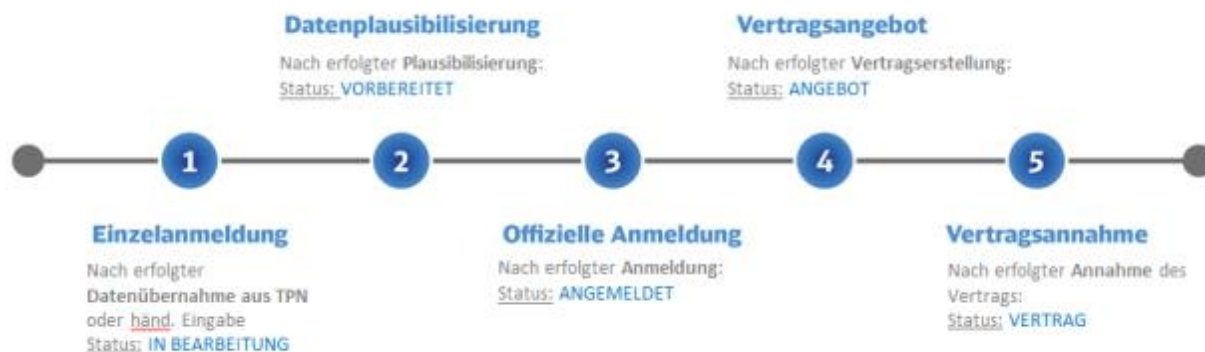 Datenplausibilisierung
Nach erfolgter Plausibilisierung:
Status: VORBEREITET
Vertragsangebot
Nach erfolgter Vertragserstellung:
Status: ANGEBOT
1
2
3
4
5
Einzelanmeldung
Nach erfolgter
Datenübernahme aus TPN
oder händ. Eingabe
Status: IN BEARBEITUNG
Offizielle Anmeldung
Nach erfolgter Anmeldung:
Status: ANGEMELDET
Vertragsannahme
Nach erfolgter Annahme des
Vertrags:
Status: VERTRAG